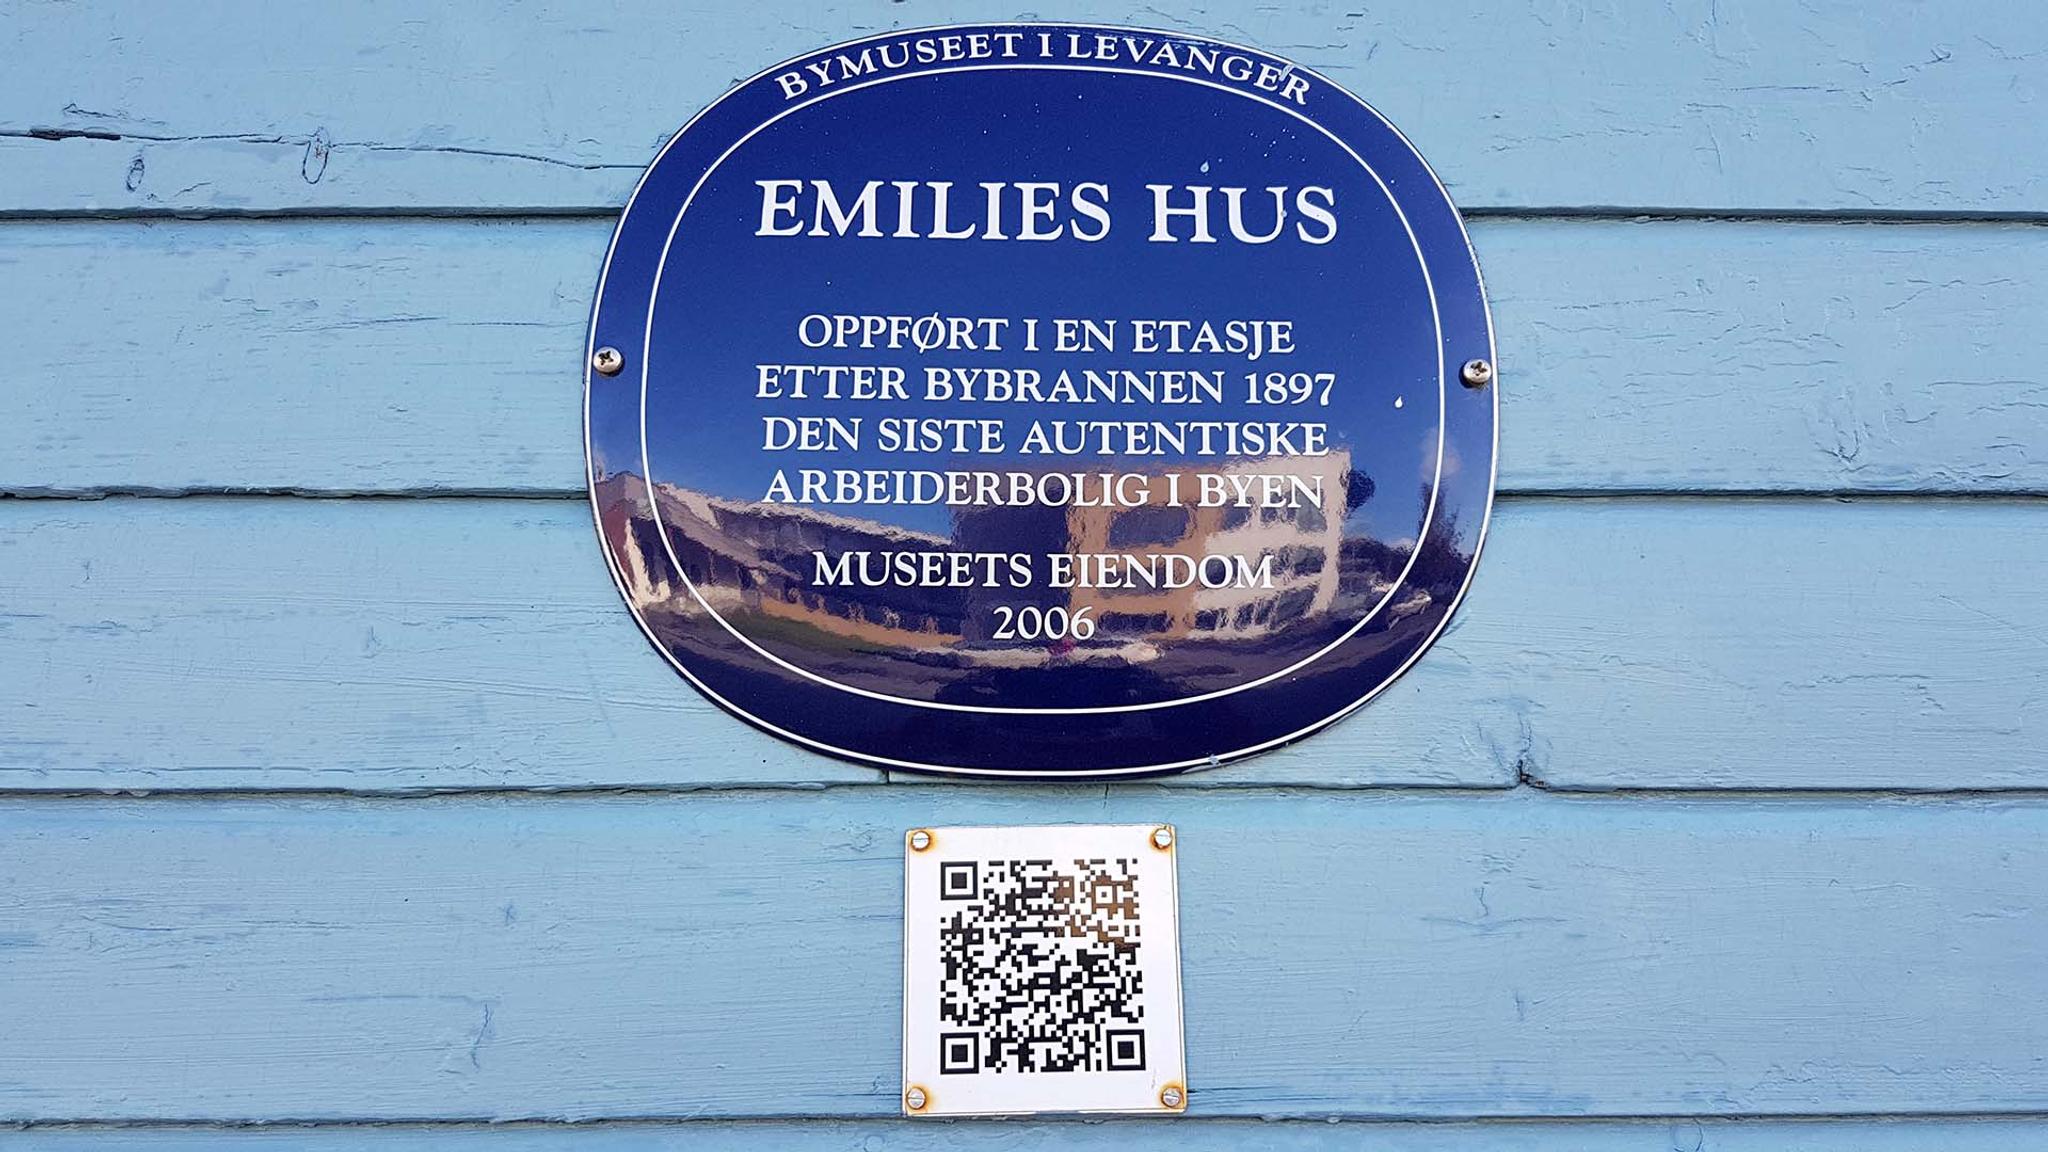 BYMUSEET I LEVANGER
EMILIES HUS
OPPFØRT I EN ETASJE
ETTER BYBRANNEN 1897
DEN SISTE AUTENTISKE
ARBEIDERBOLIG I BYEN
MUSEETS EIENDOM
2006